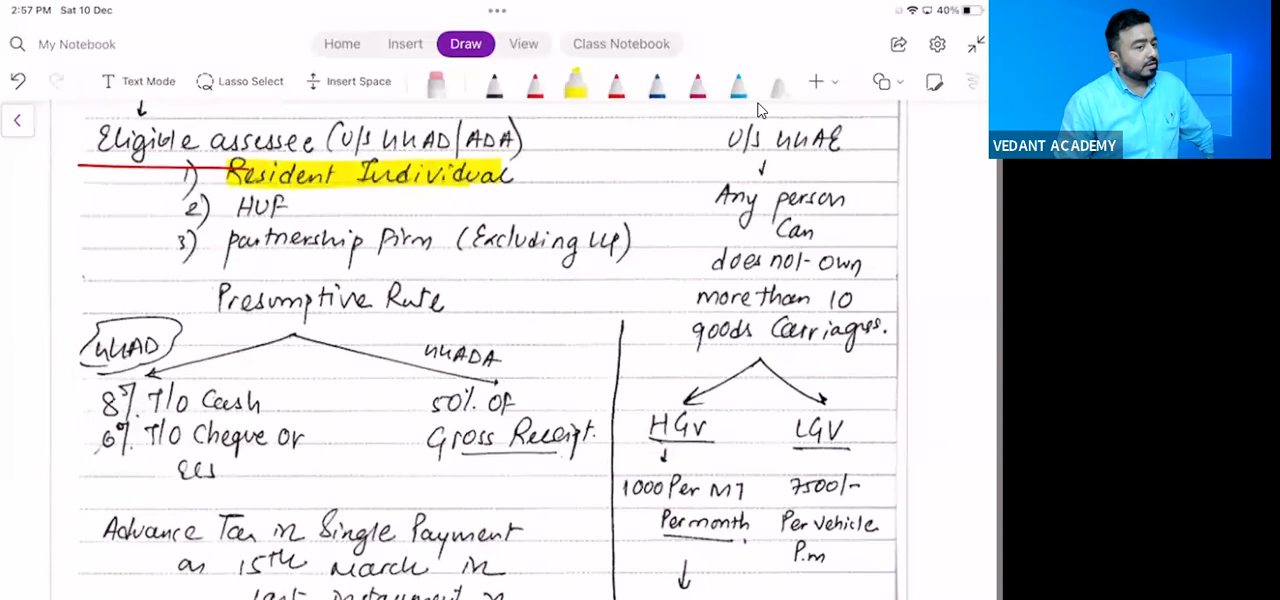 2:57 PM Sat 10 Dec
40%
My Notebook
Home Insert Draw View Class Notebook
Text Mode Lasso Select Insert Space
VEDANT ACADEMY
Eligible assessee (U/s 44AD/ADA)
1) Resident Individual
2) HUF
3) partnership Firm (Excluding LLP)
Presumptive Rate
44AD
44ADA
8% T/O Cash
6% T/O Cheque or
ECS
50% OF
Gross Receipt.
Advance Tax in Single Payment
on 15th March in
last instalment
U/s 44AE
Any person
Can
does not own
more than 10
goods Carriages.
HGV
LGV
1000 Per MT
Per month
7500/-
Per vehicle
P.m